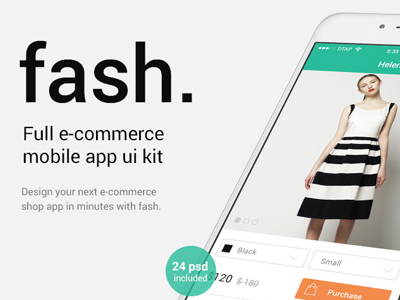 fash.
Full e-commerce
mobile app ui kit
Design your next e-commerce
shop app in minutes with fash.
24 psd
included
DTAP
3:33
Helen
Black
Small
$120 $ 180
Purchase